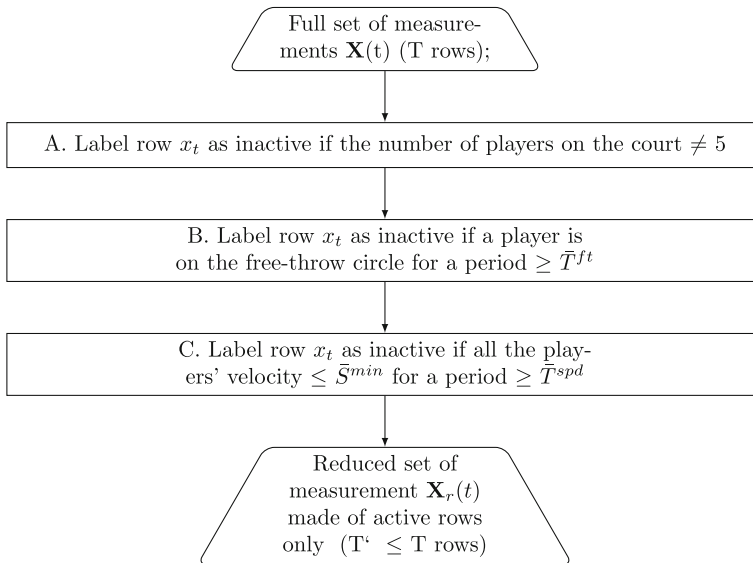 Full set of measure-
ments X(t) (T rows);
A. Label row x_t as inactive if the number of players on the court ≠ 5
B. Label row x_t as inactive if a player is
on the free-throw circle for a period ≥ T̄^{ft}
C. Label row x_t as inactive if all the play-
ers’ velocity ≤ S̄^{min} for a period ≥ T̄^{spd}
Reduced set of
measurement X_r(t)
made of active rows
only (T‘ ≤ T rows)